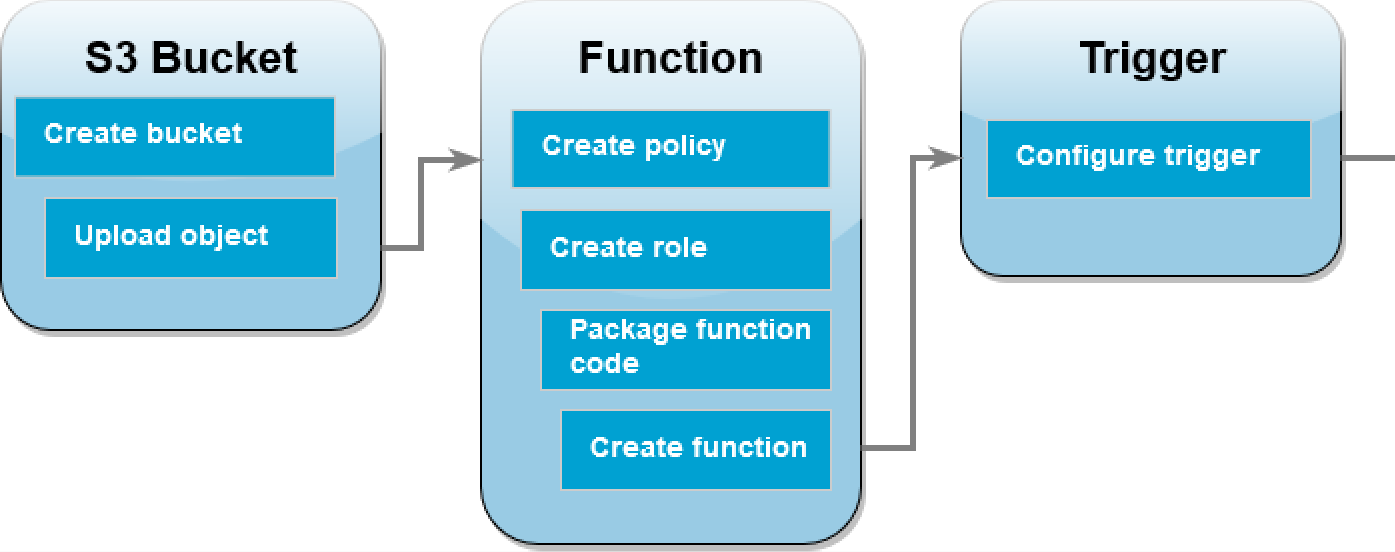 S3 Bucket
Create bucket
Upload object
Function
Create policy
Create role
Package function
code
Create function
Trigger
Configure trigger